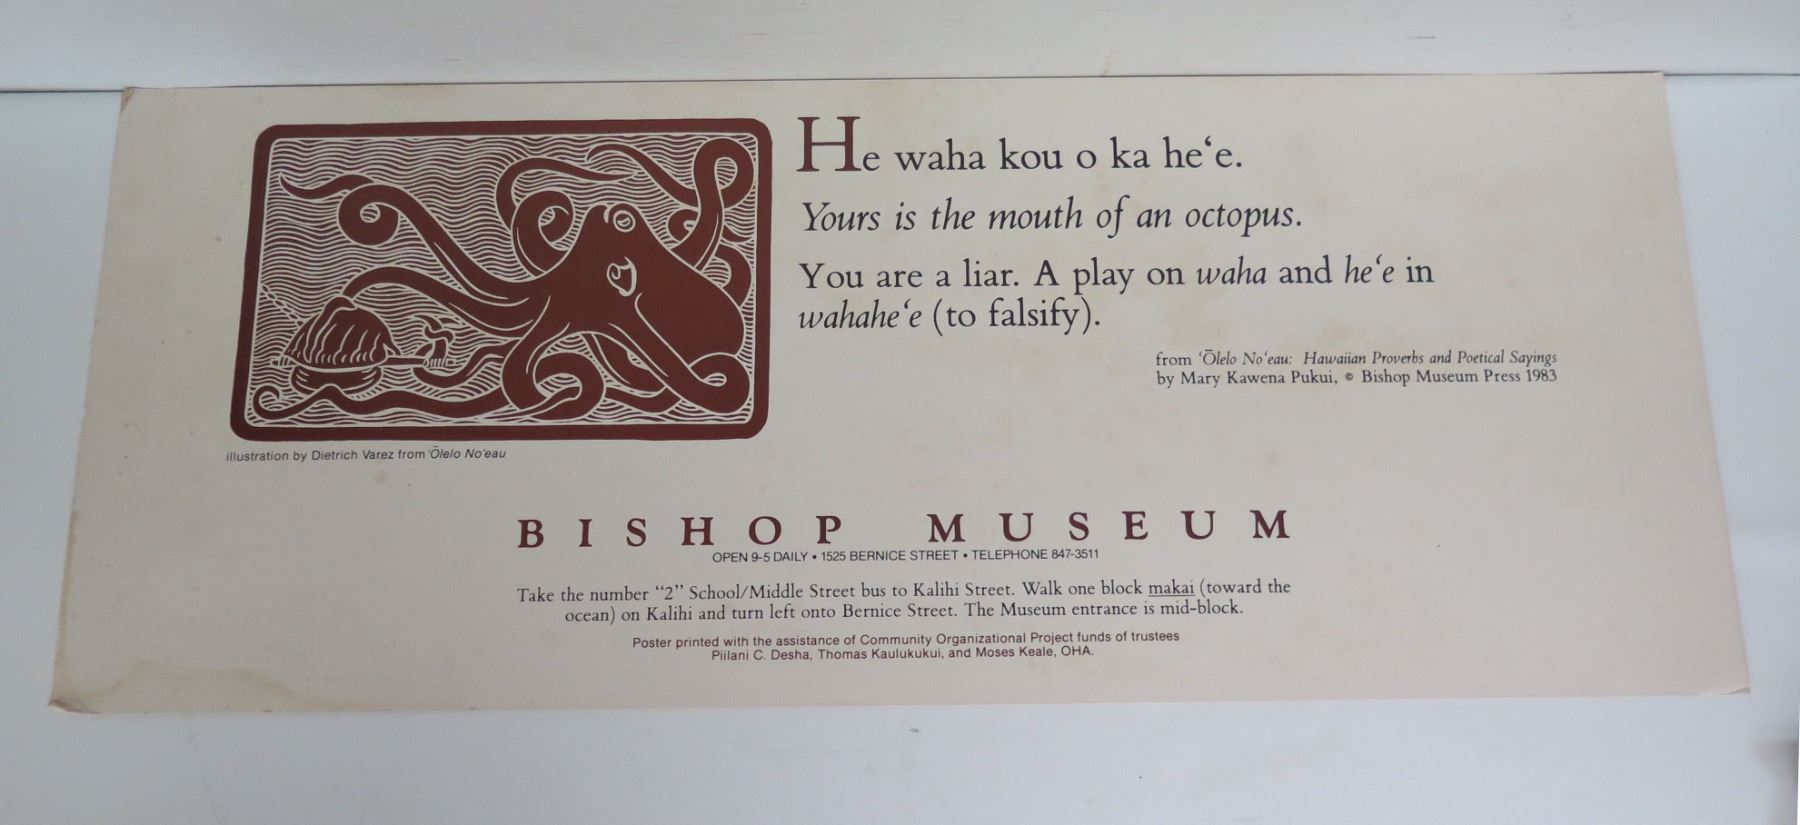 He waha kou o ka heʻe.
Yours is the mouth of an octopus.
You are a liar. A play on waha and heʻe in
wahaheʻe (to falsify).
from ʻŌlelo Noʻeau: Hawaiian Proverbs and Poetical Sayings
by Mary Kawena Pukui, © Bishop Museum Press 1983
illustration by Dietrich Varez from ʻŌlelo Noʻeau
BISHOP MUSEUM
OPEN 9-5 DAILY • 1525 BERNICE STREET • TELEPHONE 847-3511
Take the number “2” School/Middle Street bus to Kalihi Street. Walk one block makai (toward the
ocean) on Kalihi and turn left onto Bernice Street. The Museum entrance is mid-block.
Poster printed with the assistance of Community Organizational Project funds of trustees
Piilani C. Desha, Thomas Kaulukukui, and Moses Keale, OHA.